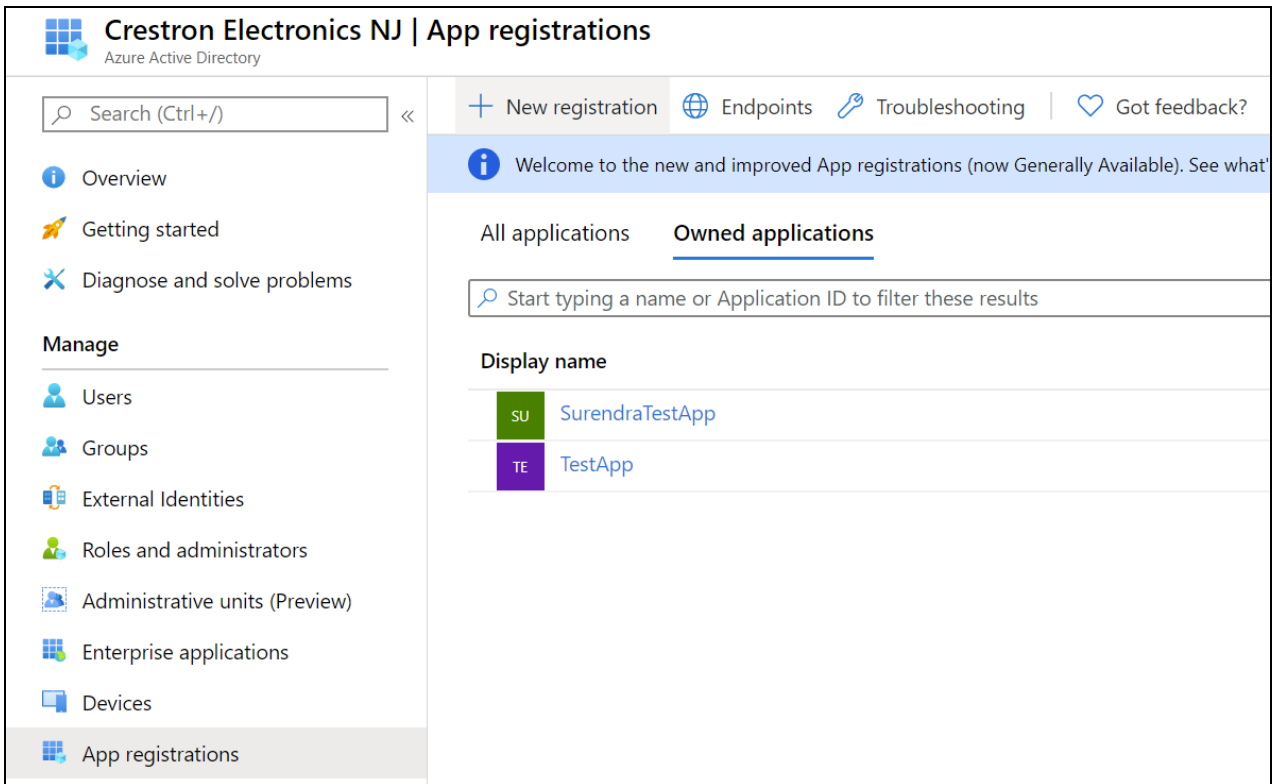 Crestron Electronics NJ | App registrations
Azure Active Directory
Search (Ctrl+/)
«
Overview
Getting started
Diagnose and solve problems
Manage
Users
Groups
External Identities
Roles and administrators
Administrative units (Preview)
Enterprise applications
Devices
App registrations
New registration
Endpoints
Troubleshooting
Got feedback?
Welcome to the new and improved App registrations (now Generally Available). See what'
All applications
Owned applications
Start typing a name or Application ID to filter these results
Display name
SU SurendraTestApp
TE TestApp